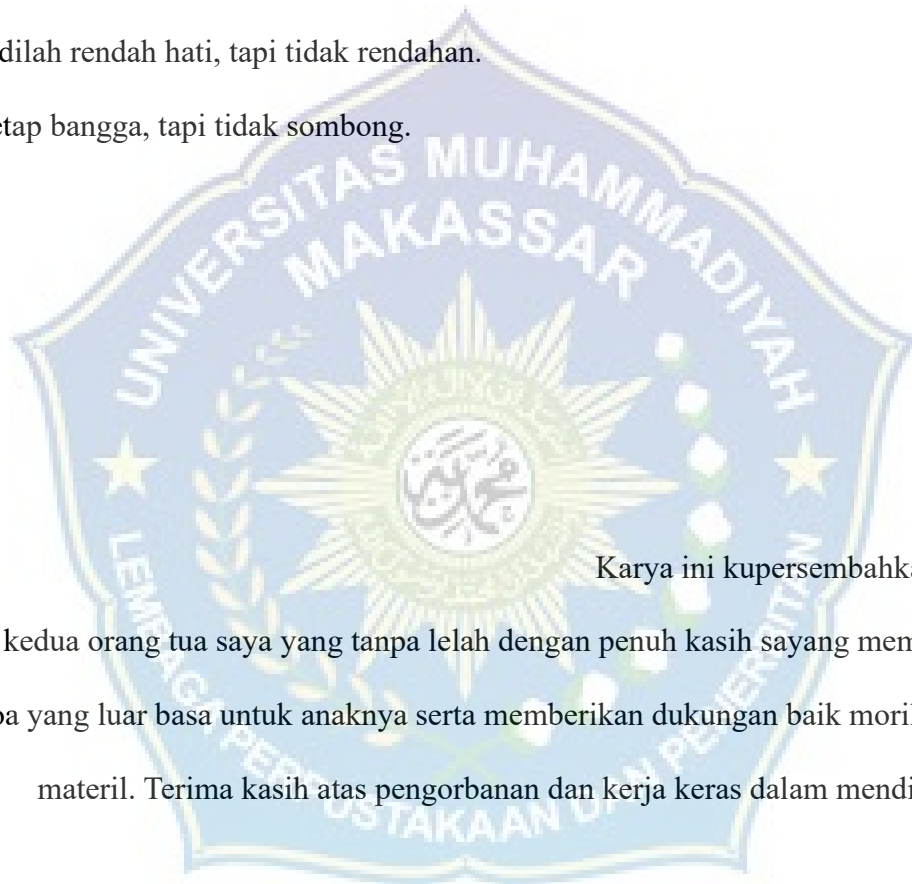 dilah rendah hati, tapi tidak rendahan.
etap bangga, tapi tidak sombong.
UNIVERSITAS MUHAMMADIYAH
MAKASSAR
LEMBAGA PERPUSTAKAAN DAN PENERBITAN
Karya ini kupersembahka
kedua orang tua saya yang tanpa lelah dengan penuh kasih sayang mem
oa yang luar basa untuk anaknya serta memberikan dukungan baik moril
materil. Terima kasih atas pengorbanan dan kerja keras dalam mendi